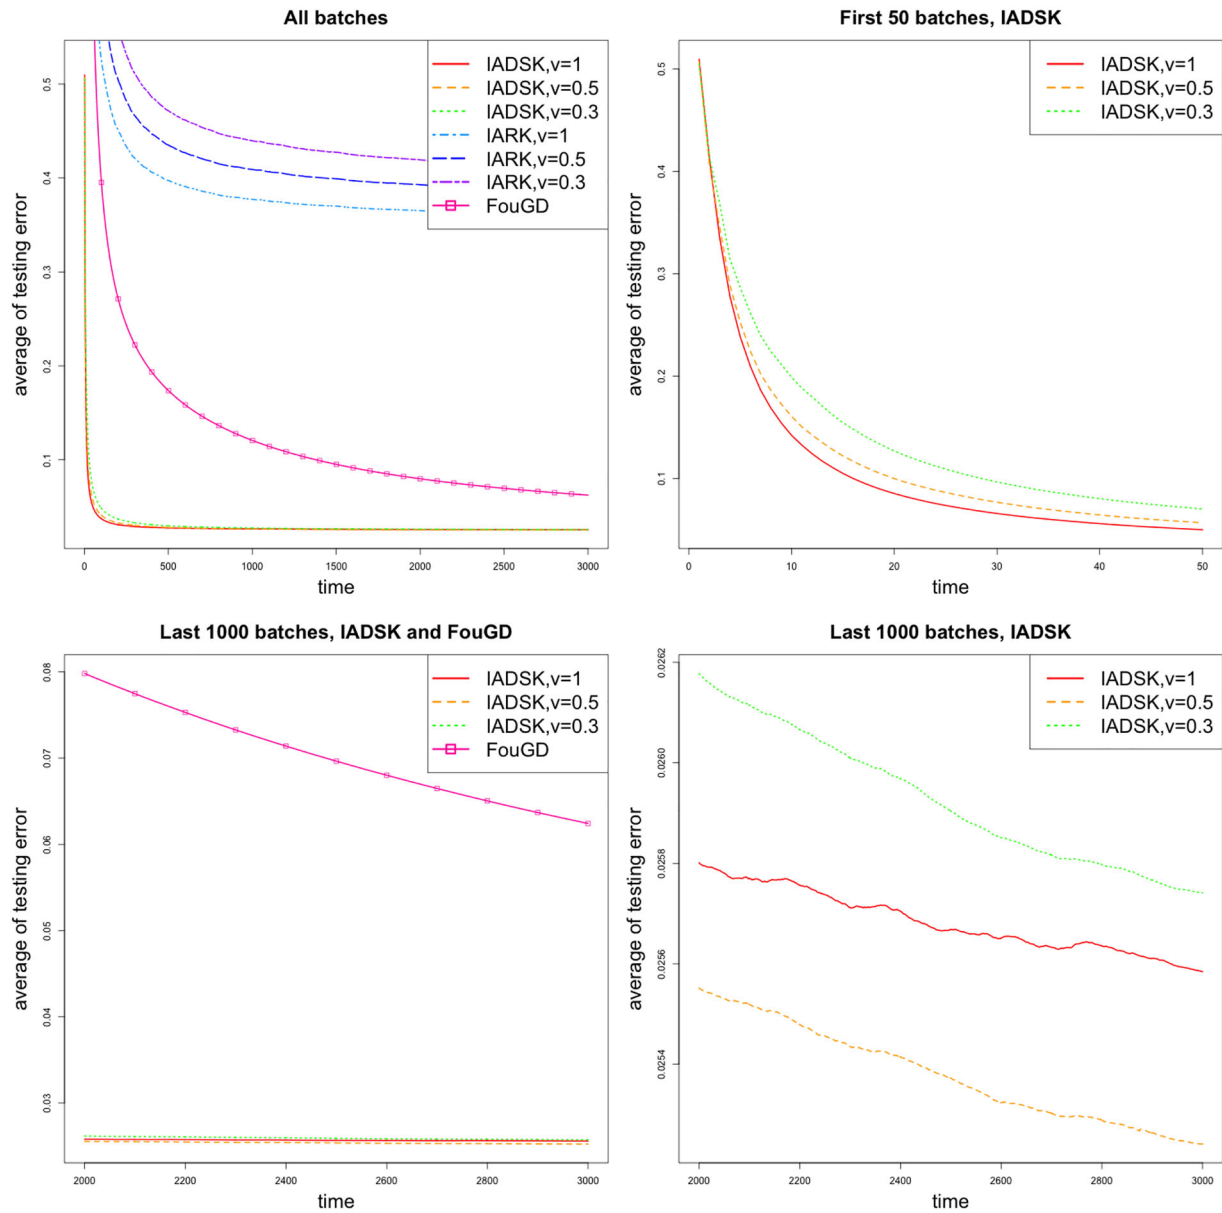 All batches
average of testing error
0.5
0.4
0.3
0.2
0.1
IADSK,v=1
IADSK,v=0.5
IADSK,v=0.3
IARK,v=1
IARK,v=0.5
IARK,v=0.3
FouGD
0 500 1000 1500 2000 2500 3000
time
First 50 batches, IADSK
average of testing error
0.5
0.4
0.3
0.2
0.1
IADSK,v=1
IADSK,v=0.5
IADSK,v=0.3
0 10 20 30 40 50
time
Last 1000 batches, IADSK and FouGD
average of testing error
0.08
0.07
0.06
0.05
0.04
0.03
IADSK,v=1
IADSK,v=0.5
IADSK,v=0.3
FouGD
2000 2200 2400 2600 2800 3000
time
Last 1000 batches, IADSK
average of testing error
0.0262
0.0260
0.0258
0.0256
0.0254
IADSK,v=1
IADSK,v=0.5
IADSK,v=0.3
2000 2200 2400 2600 2800 3000
time